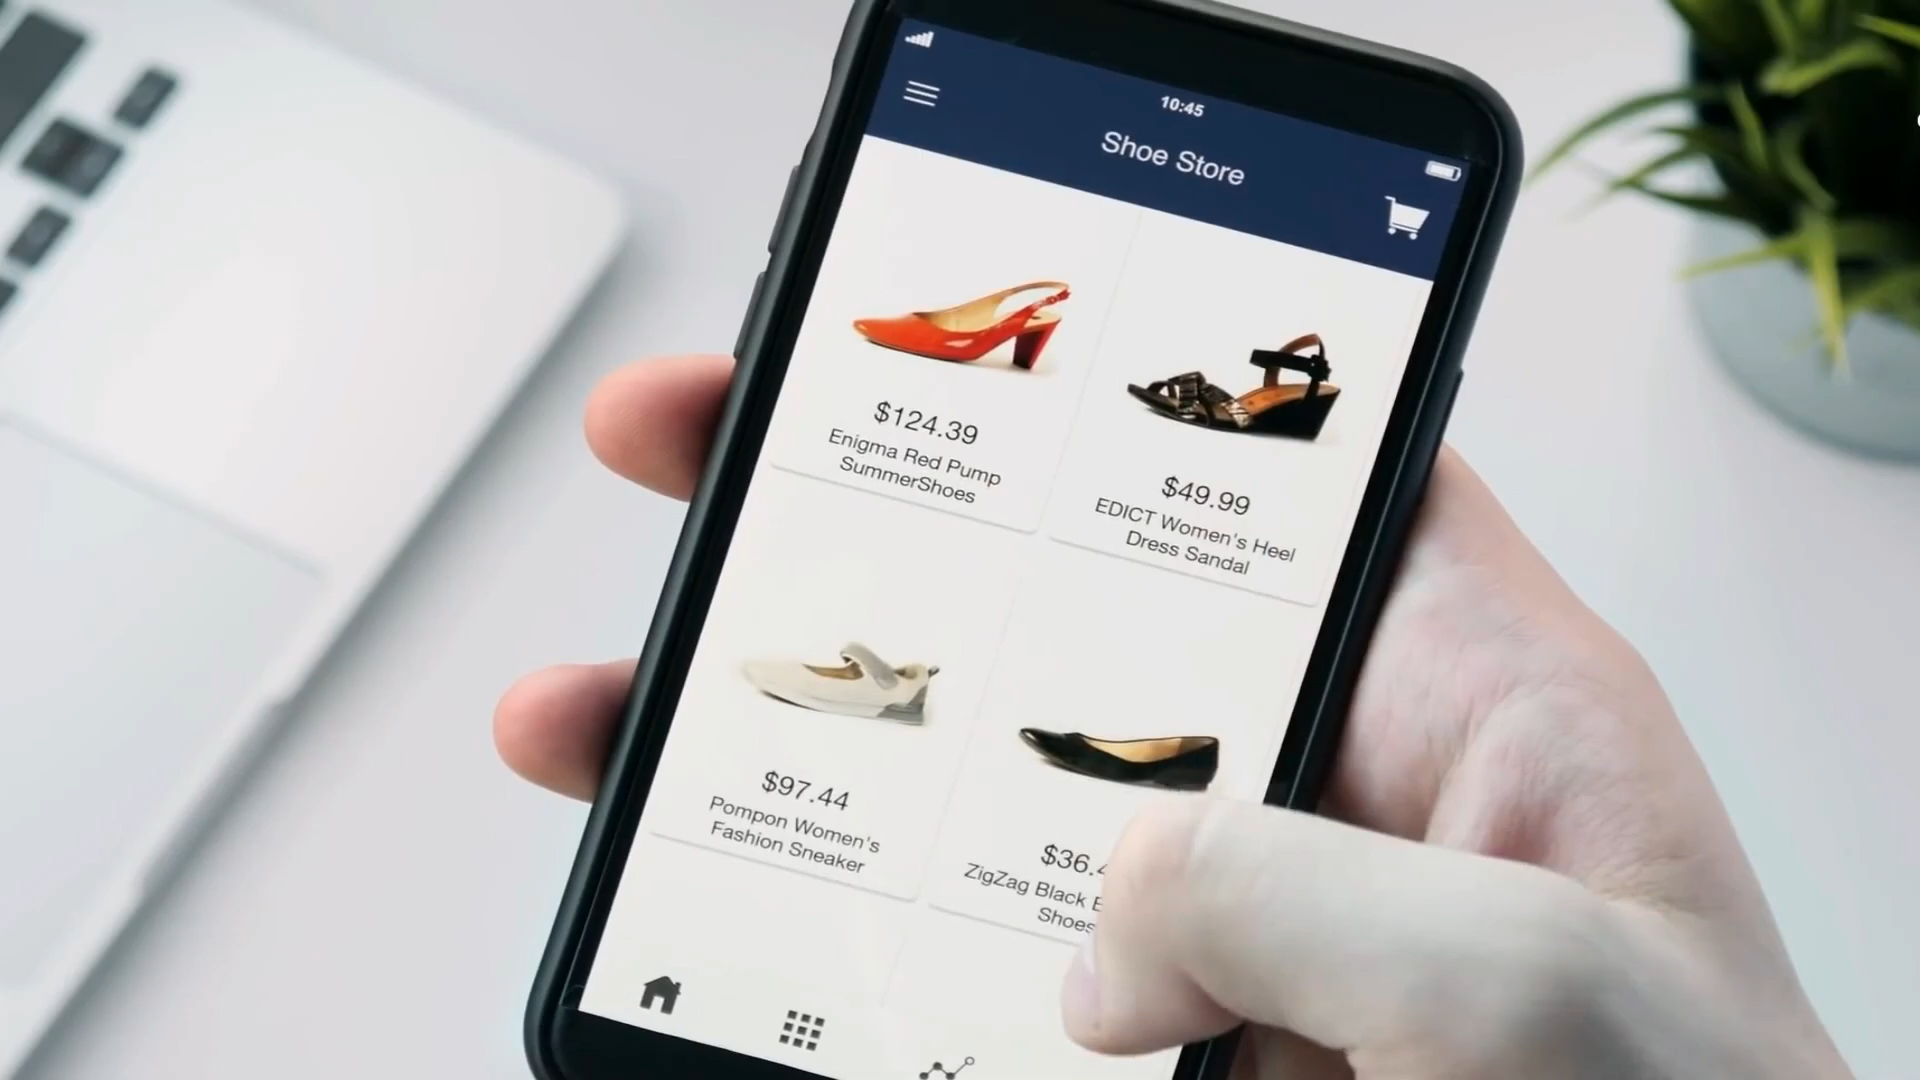 10:45
Shoe Store
$124.39
Enigma Red Pump
SummerShoes
$49.99
EDICT Women's Heel
Dress Sandal
$97.44
Pompon Women's
Fashion Sneaker
ZigZag Black
Shoes